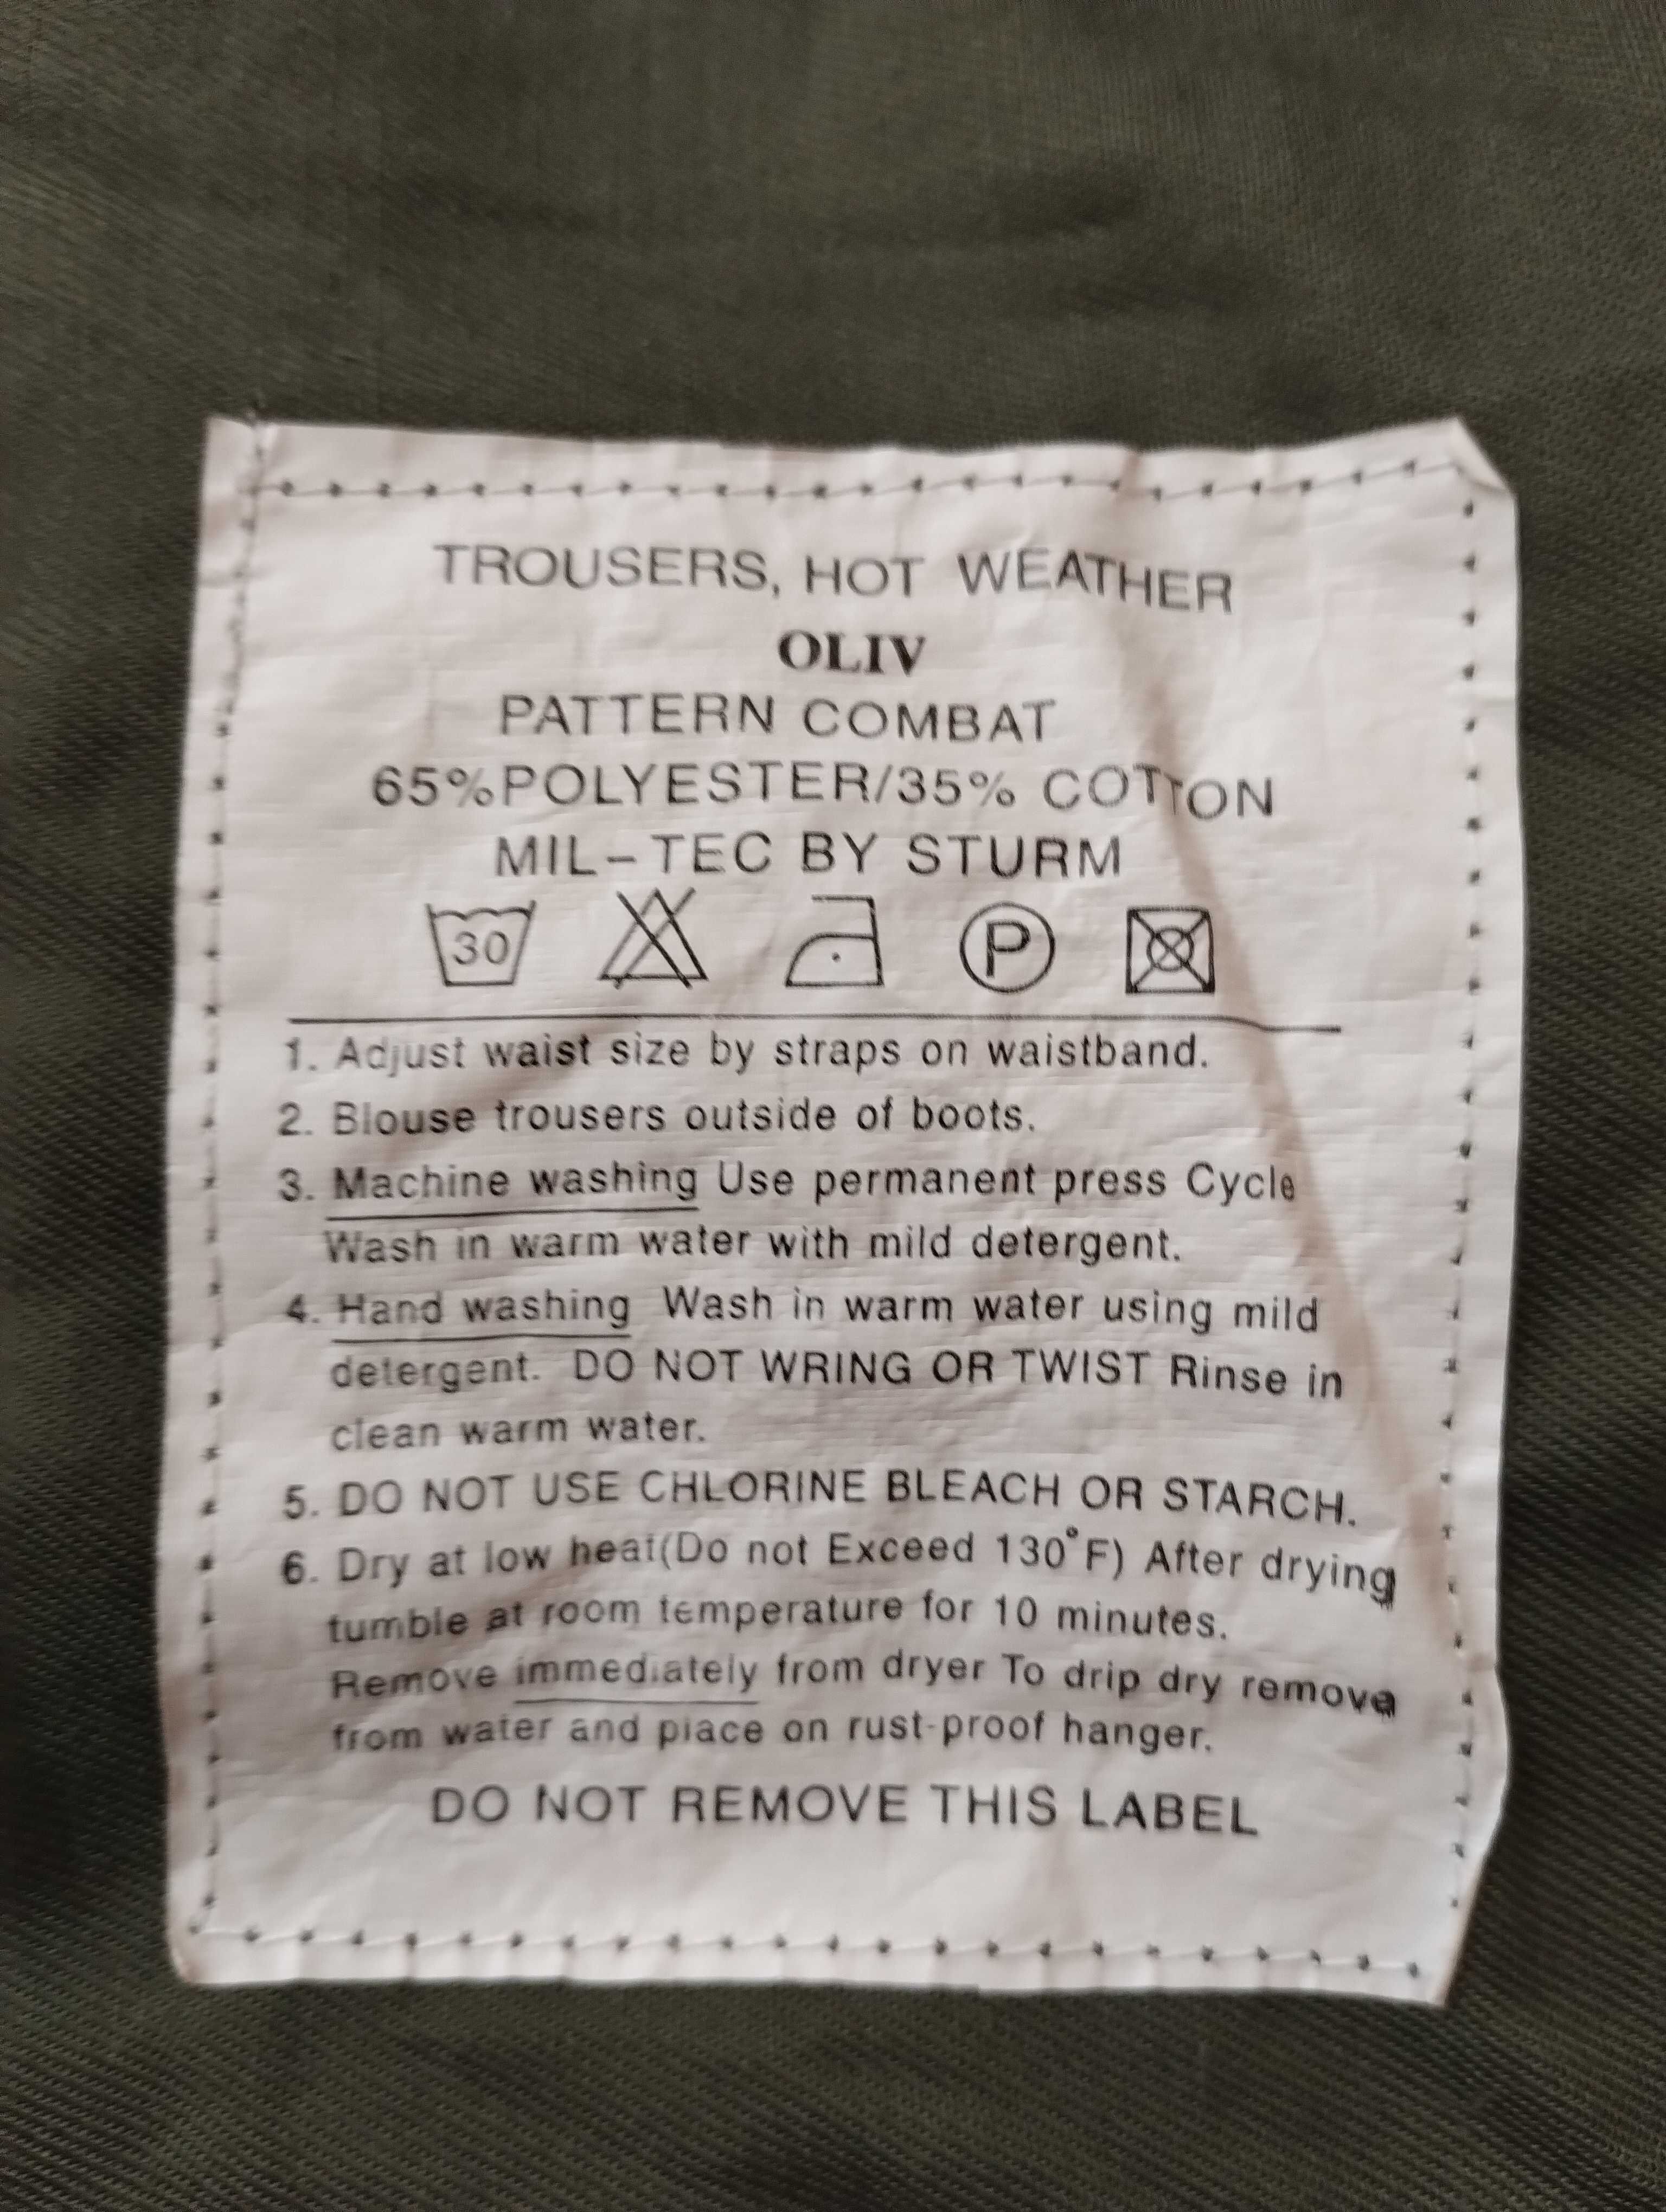 TROUSERS, HOT WEATHER
OLIV
PATTERN COMBAT
65%POLYESTER/35% COTTON
MIL-TEC BY STURM
30 P
1. Adjust waist size by straps on waistband.
2. Blouse trousers outside of boots.
3. Machine washing Use permanent press Cycle
Wash in warm water with mild detergent.
4. Hand washing Wash in warm water using mild
detergent. DO NOT WRING OR TWIST Rinse in
clean warm water.
5. DO NOT USE CHLORINE BLEACH OR STARCH.
6. Dry at low heat(Do not Exceed 130°F) After drying
tumble at room temperature for 10 minutes.
Remove immediately from dryer To drip dry remove
from water and place on rust-proof hanger.
DO NOT REMOVE THIS LABEL